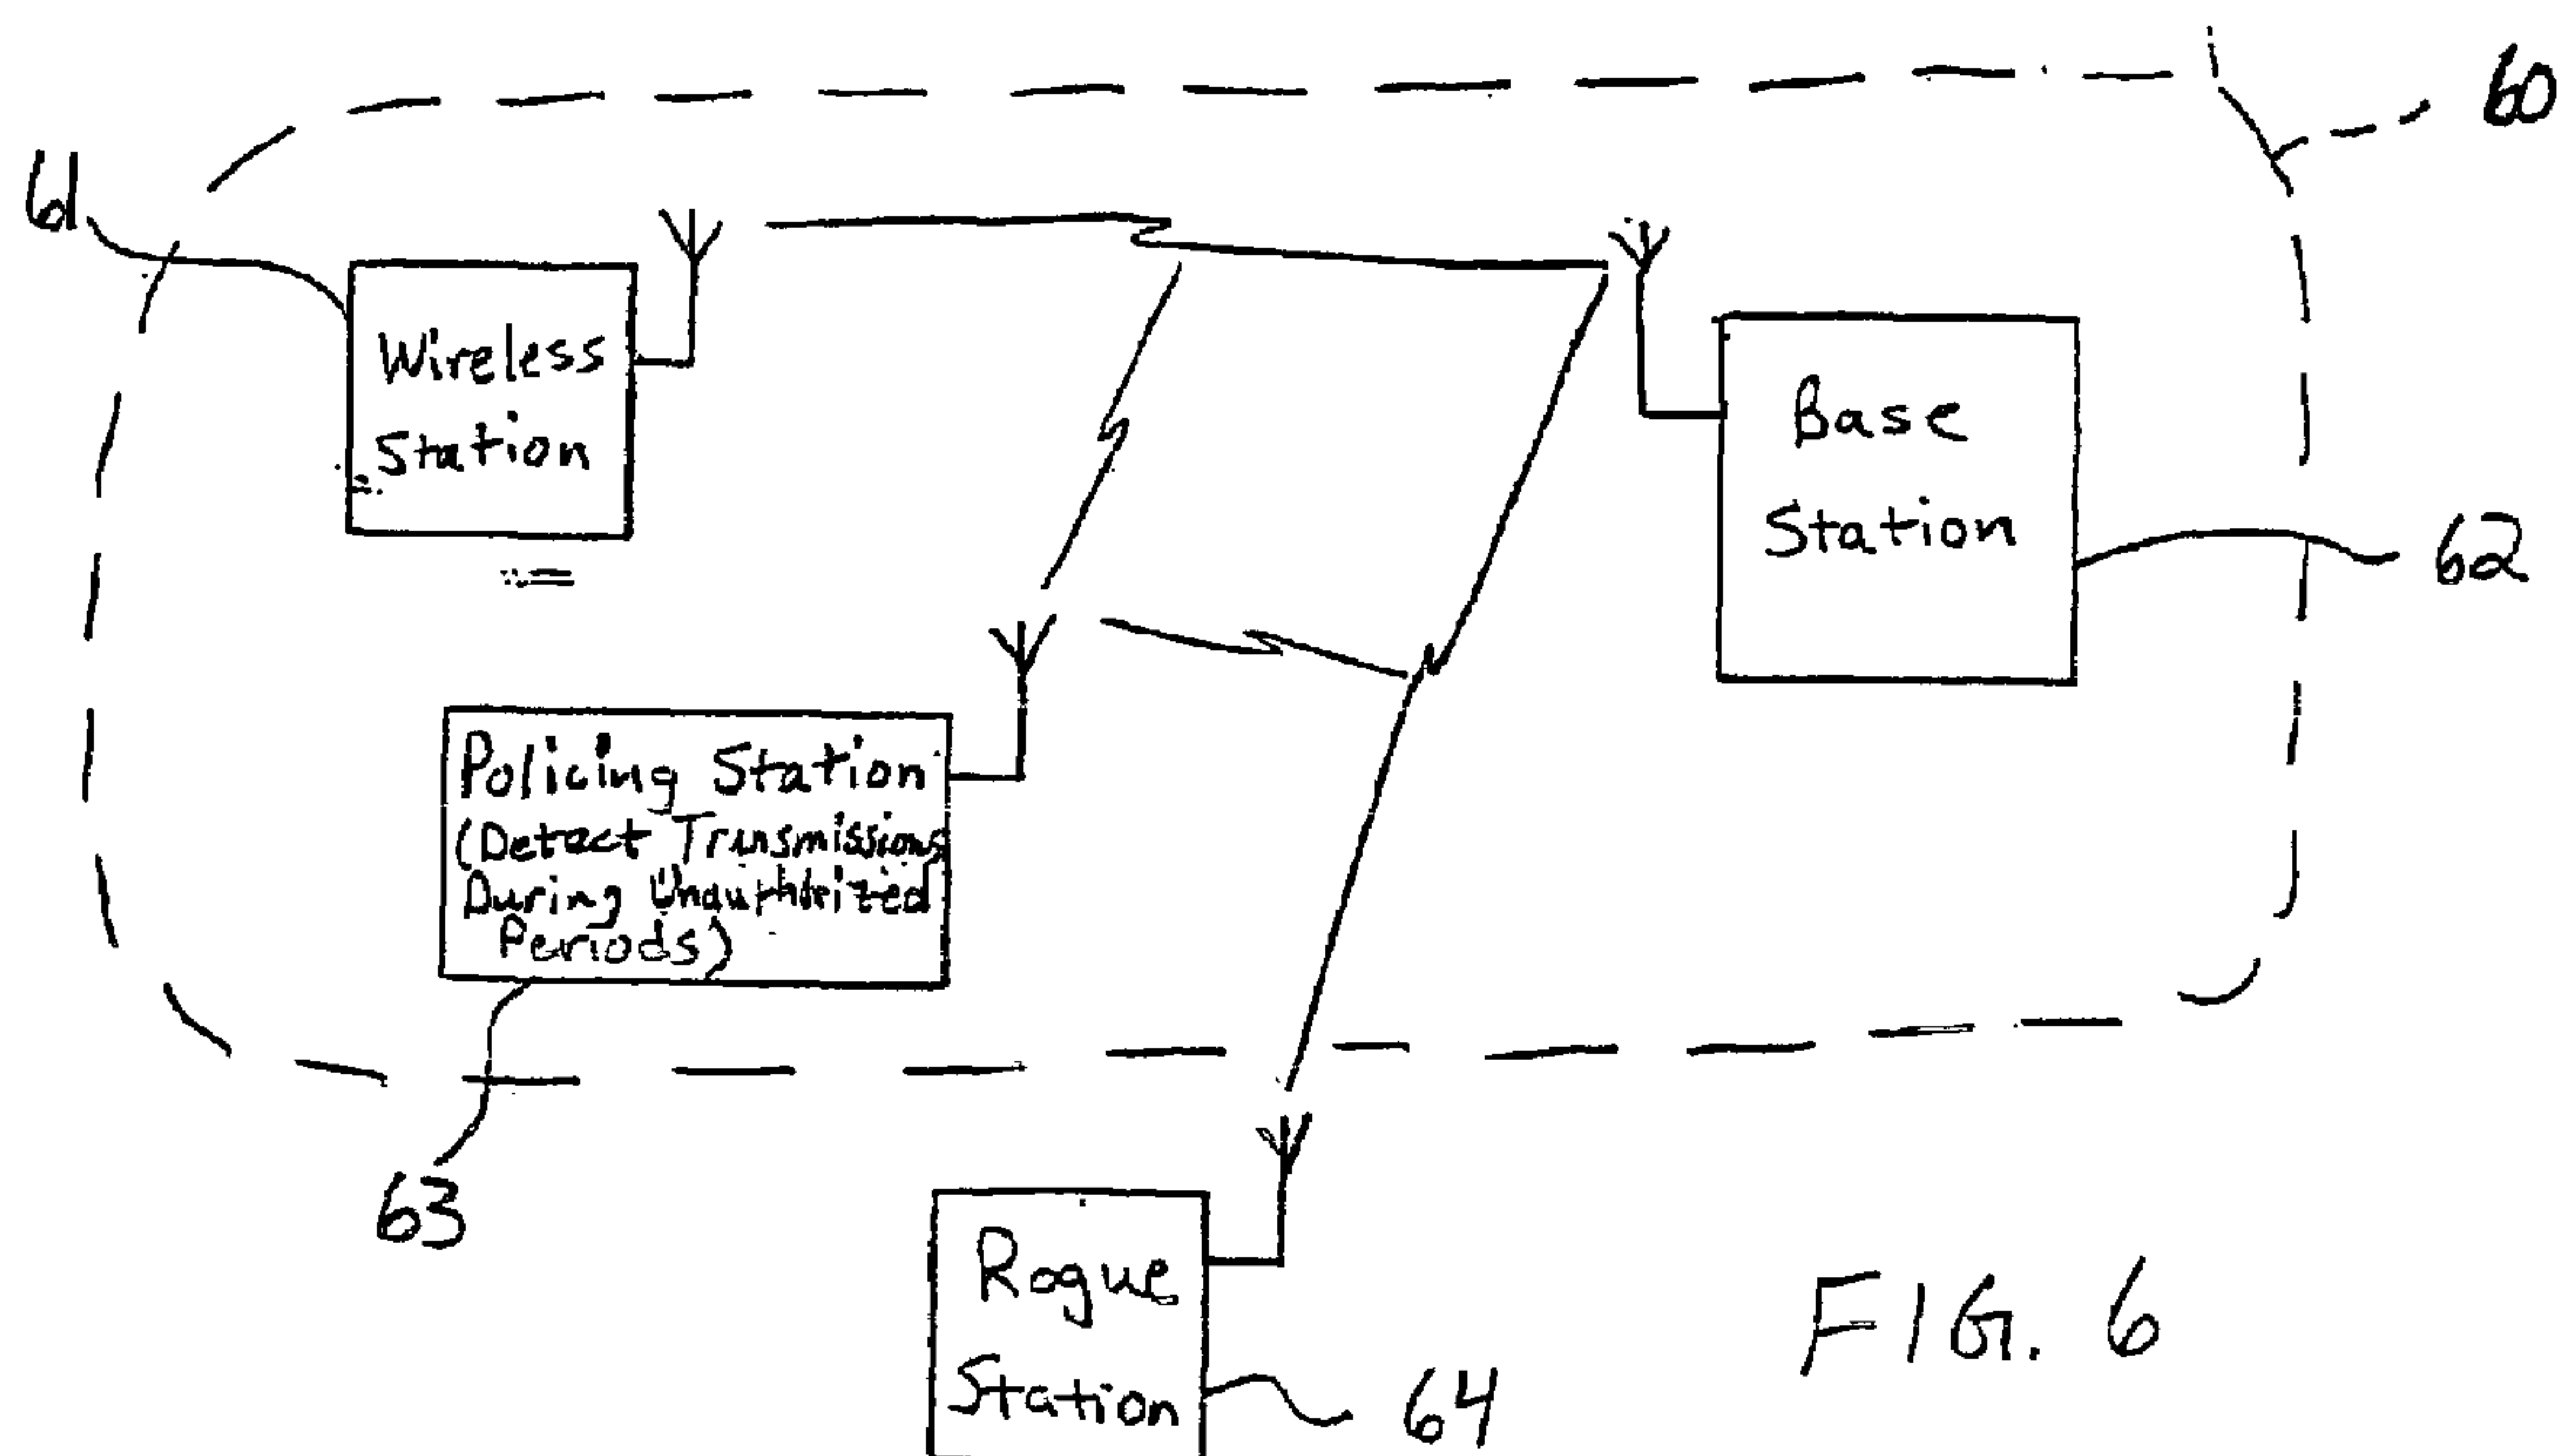 60
61
Wireless
Station
Base
Station
62
Policing Station
(Detect Transmissions
During Unauthorized
Periods)
63
Rogue
Station
64
FIG. 6